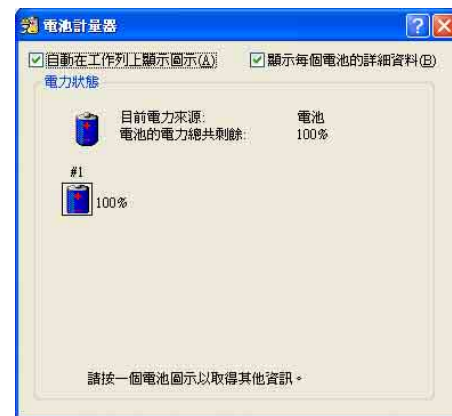 電池計量器
自動在工作列上顯示圖示(A)
顯示每個電池的詳細資料(B)
電力狀態
目前電力來源: 電池
電池的電力總共剩餘: 100%
#1
100%
請按一個電池圖示以取得其他資訊。